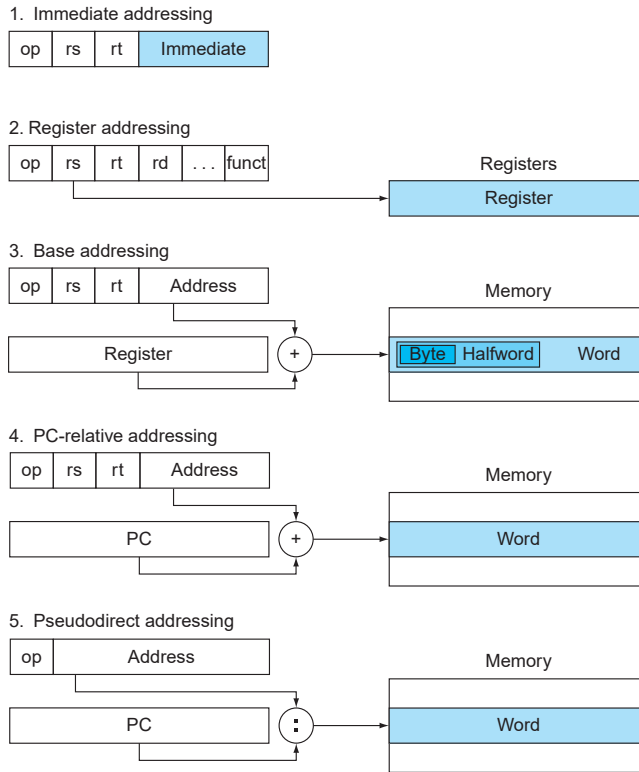 1. Immediate addressing
op rs rt Immediate
2. Register addressing
op rs rt rd . . . funct
Registers
Register
3. Base addressing
op rs rt Address
Memory
Register + Byte Halfword Word
4. PC-relative addressing
op rs rt Address
Memory
PC + Word
5. Pseudodirect addressing
op Address
Memory
PC : Word